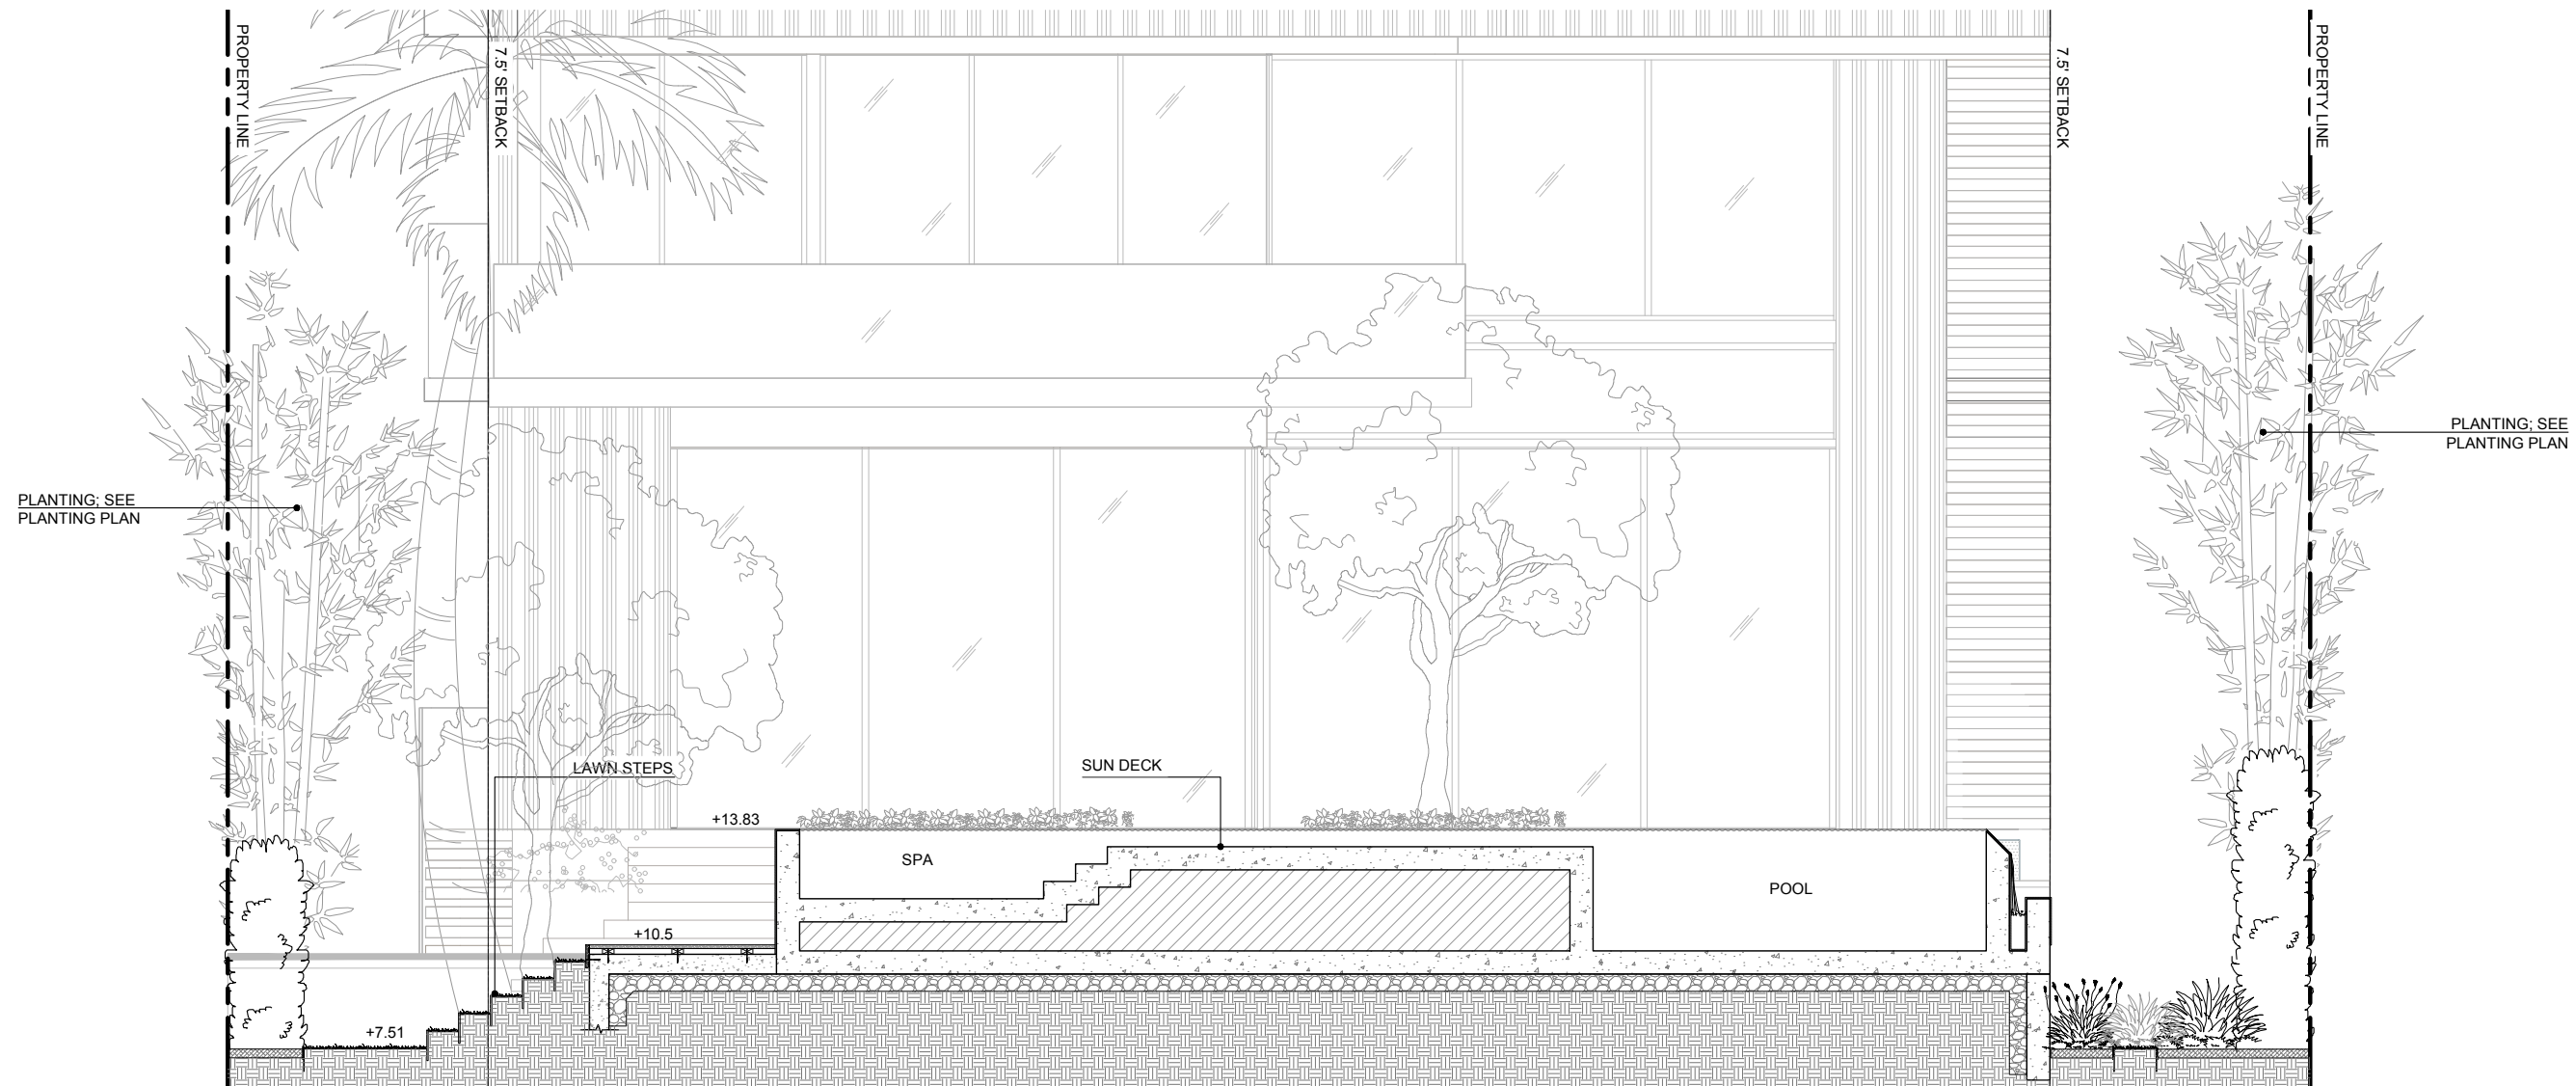 PROPERTY LINE
7.5' SETBACK
7.5' SETBACK
PROPERTY LINE
PLANTING; SEE
PLANTING PLAN
PLANTING; SEE
PLANTING PLAN
LAWN STEPS
SUN DECK
+13.83
SPA
POOL
+10.5
+7.51